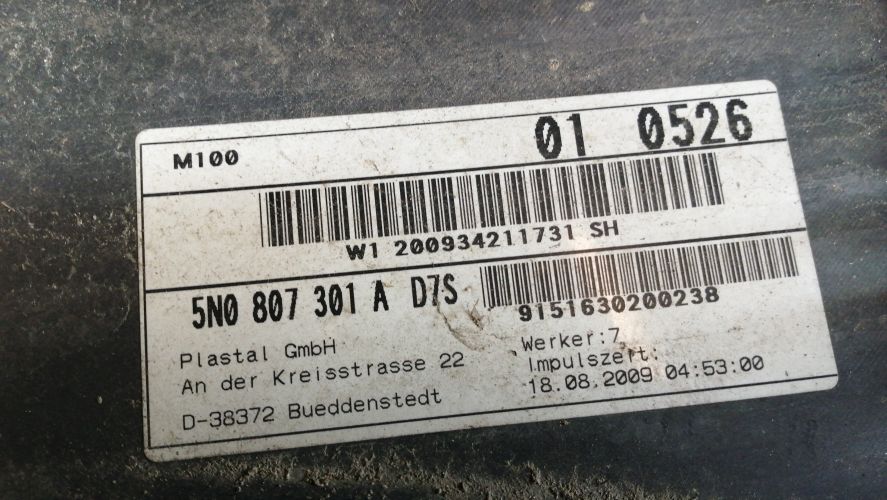 M100
01 0526
W1 200934211731 SH
5N0 807 301 A D7S
9151630200238
Plastal GmbH
An der Kreisstrasse 22
D-38372 Bueddenstedt
Werker:7
Impulszert:
18.08.2009 04:53:00